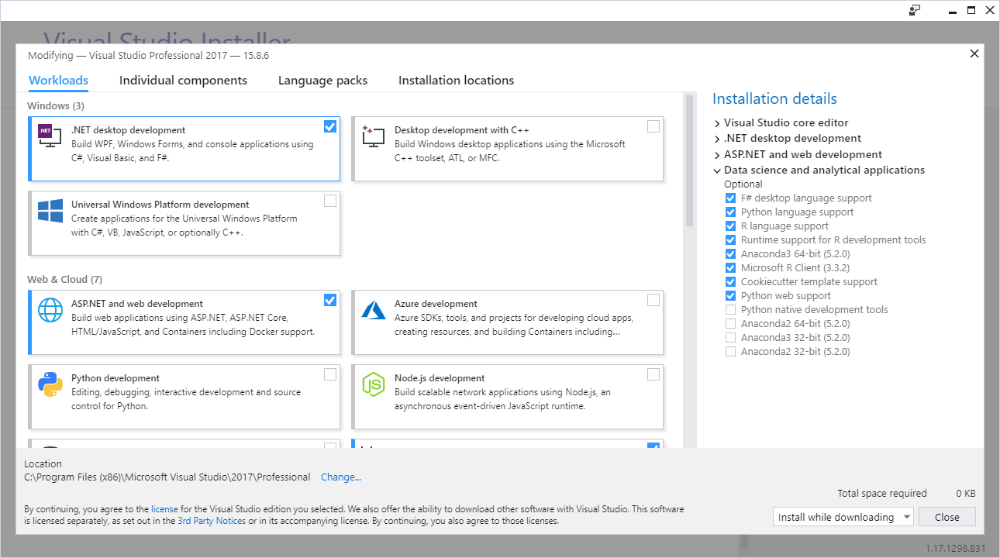 Visual Studio Installer
Modifying — Visual Studio Professional 2017 — 15.8.6
Workloads
Individual components
Language packs
Installation locations
Windows (3)
.NET
.NET desktop development
Build WPF, Windows Forms, and console applications using
C#, Visual Basic, and F#.
Desktop development with C++
Build Windows desktop applications using the Microsoft
C++ toolset, ATL, or MFC.
Universal Windows Platform development
Create applications for the Universal Windows Platform
with C#, VB, JavaScript, or optionally C++.
Web & Cloud (7)
ASP.NET and web development
Build web applications using ASP.NET, ASP.NET Core,
HTML/JavaScript, and Containers including Docker support.
Azure development
Azure SDKs, tools, and projects for developing cloud apps,
creating resources, and building Containers including...
Python development
Editing, debugging, interactive development and source
control for Python.
JS
Node.js development
Build scalable network applications using Node.js, an
asynchronous event-driven JavaScript runtime.
Installation details
Visual Studio core editor
.NET desktop development
ASP.NET and web development
Data science and analytical applications
Optional
F# desktop language support
Python language support
R language support
Runtime support for R development tools
Anaconda3 64-bit (5.2.0)
Microsoft R Client (3.3.2)
Cookiecutter template support
Python web support
Python native development tools
Anaconda2 64-bit (5.2.0)
Anaconda3 32-bit (5.2.0)
Anaconda2 32-bit (5.2.0)
Location
C:\Program Files (x86)\Microsoft Visual Studio\2017\Professional Change...
Total space required 0 KB
By continuing, you agree to the license for the Visual Studio edition you selected. We also offer the ability to download other software with Visual Studio. This software
is licensed separately, as set out in the 3rd Party Notices or in its accompanying license. By continuing, you also agree to those licenses.
Install while downloading
Close
1.17.1298.831